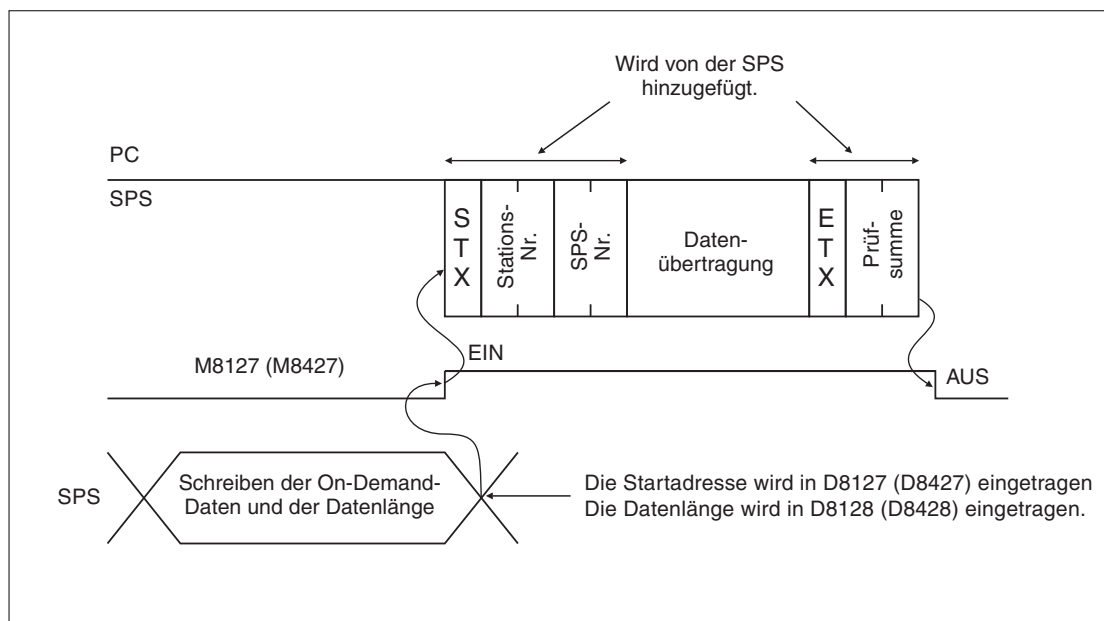 Wird von der SPS
hinzugefügt.
PC
SPS
STX
Stations-
Nr.
SPS-
Nr.
Daten-
übertragung
ETX
Prüf-
summe
M8127 (M8427)
EIN
AUS
SPS
Schreiben der On-Demand-
Daten und der Datenlänge
Die Startadresse wird in D8127 (D8427) eingetragen
Die Datenlänge wird in D8128 (D8428) eingetragen.